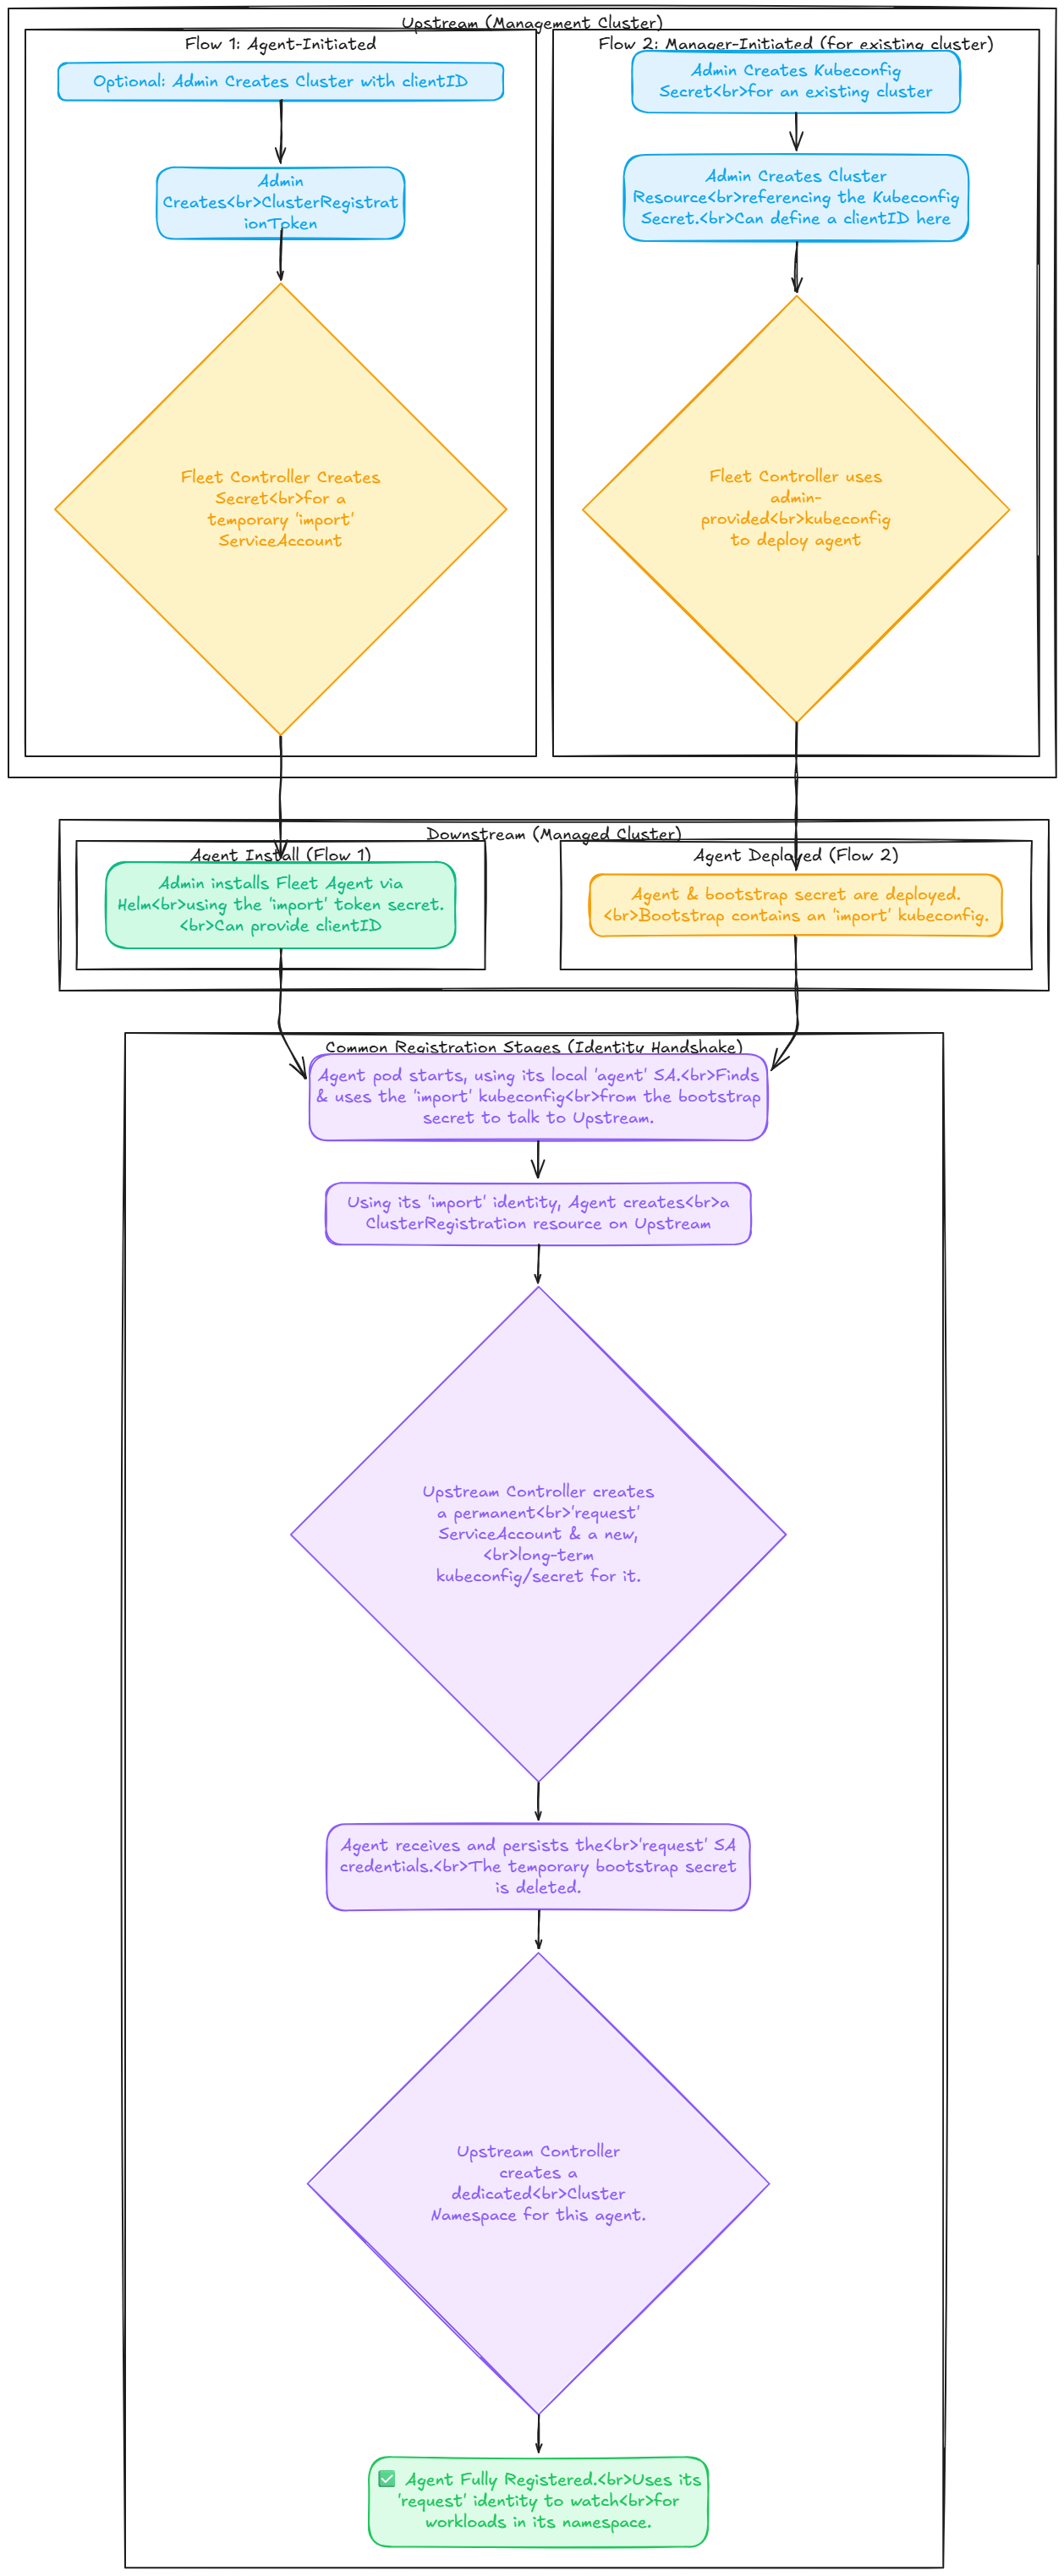 Upstream (Management Cluster)
Flow 1: Agent-Initiated
Optional: Admin Creates Cluster with clientID
Admin
Creates<br>ClusterRegistrat
ionToken
Fleet Controller Creates
Secret<br>for a
temporary 'import'
ServiceAccount
Flow 2: Manager-Initiated (for existing cluster)
Admin Creates Kubeconfig
Secret<br>for an existing cluster
Admin Creates Cluster
Resource<br>referencing the Kubeconfig
Secret.<br>Can define a clientID here
Fleet Controller uses
admin-
provided<br>kubeconfig
to deploy agent
Downstream (Managed Cluster)
Agent Install (Flow 1)
Admin installs Fleet Agent via
Helm<br>using the 'import' token secret.
<br>Can provide clientID
Agent Deployed (Flow 2)
Agent & bootstrap secret are deployed.
<br>Bootstrap contains an 'import' kubeconfig.
Common Registration Stages (Identity Handshake)
Agent pod starts, using its local 'agent' SA.<br>Finds
& uses the 'import' kubeconfig<br>from the bootstrap
secret to talk to Upstream.
Using its 'import' identity, Agent creates<br>a
ClusterRegistration resource on Upstream
Upstream Controller creates
a permanent<br>'request'
ServiceAccount & a new,
<br>long-term
kubeconfig/secret for it.
Agent receives and persists the<br>'request' SA
credentials.<br>The temporary bootstrap secret
is deleted.
Upstream Controller
creates a
dedicated<br>Cluster
Namespace for this agent.
✅ Agent Fully Registered.<br>Uses its
'request' identity to watch<br>for
workloads in its namespace.